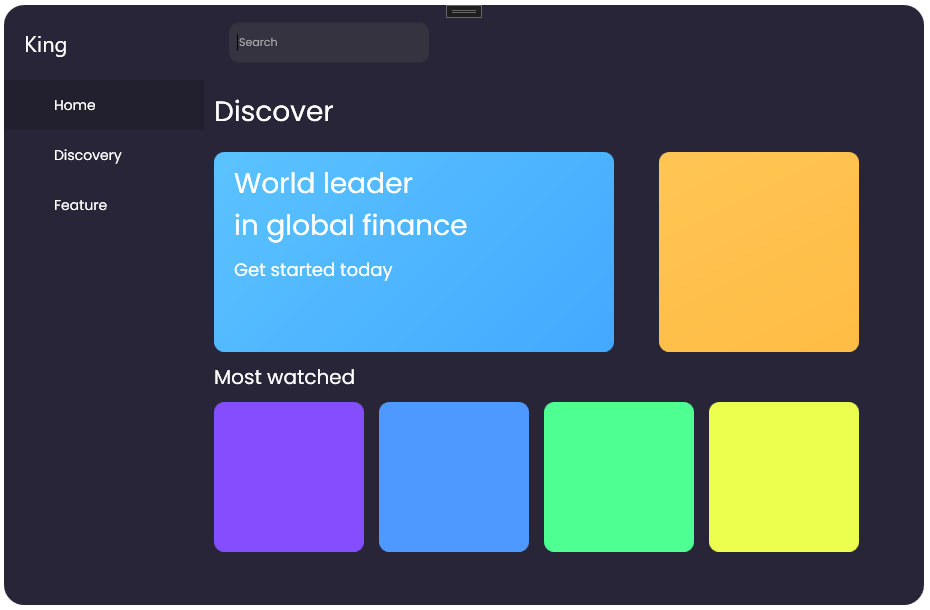 King
Search
Home
Discovery
Feature
Discover
World leader
in global finance
Get started today
Most watched